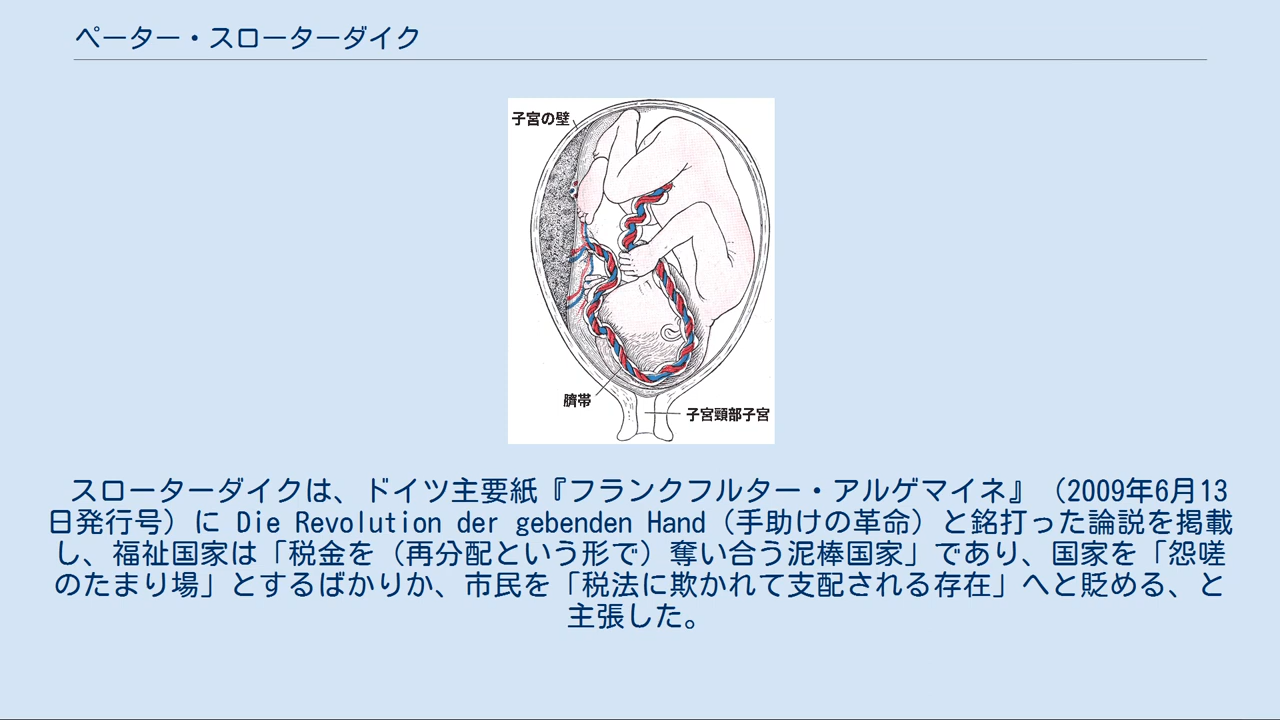 ペーター・スローターダイク
子宮の壁
臍帯
子宮頸部子宮
スローターダイクは、ドイツ主要紙『フランクフルター・アルゲマイネ』（2009年6月13
日発行号）に Die Revolution der gebenden Hand（手助けの革命）と銘打った論説を掲載
し、福祉国家は「税金を（再分配という形で）奪い合う泥棒国家」であり、国家を「怨嗟
のたまり場」とするばかりか、市民を「税法に欺かれて支配される存在」へと貶める、と
主張した。